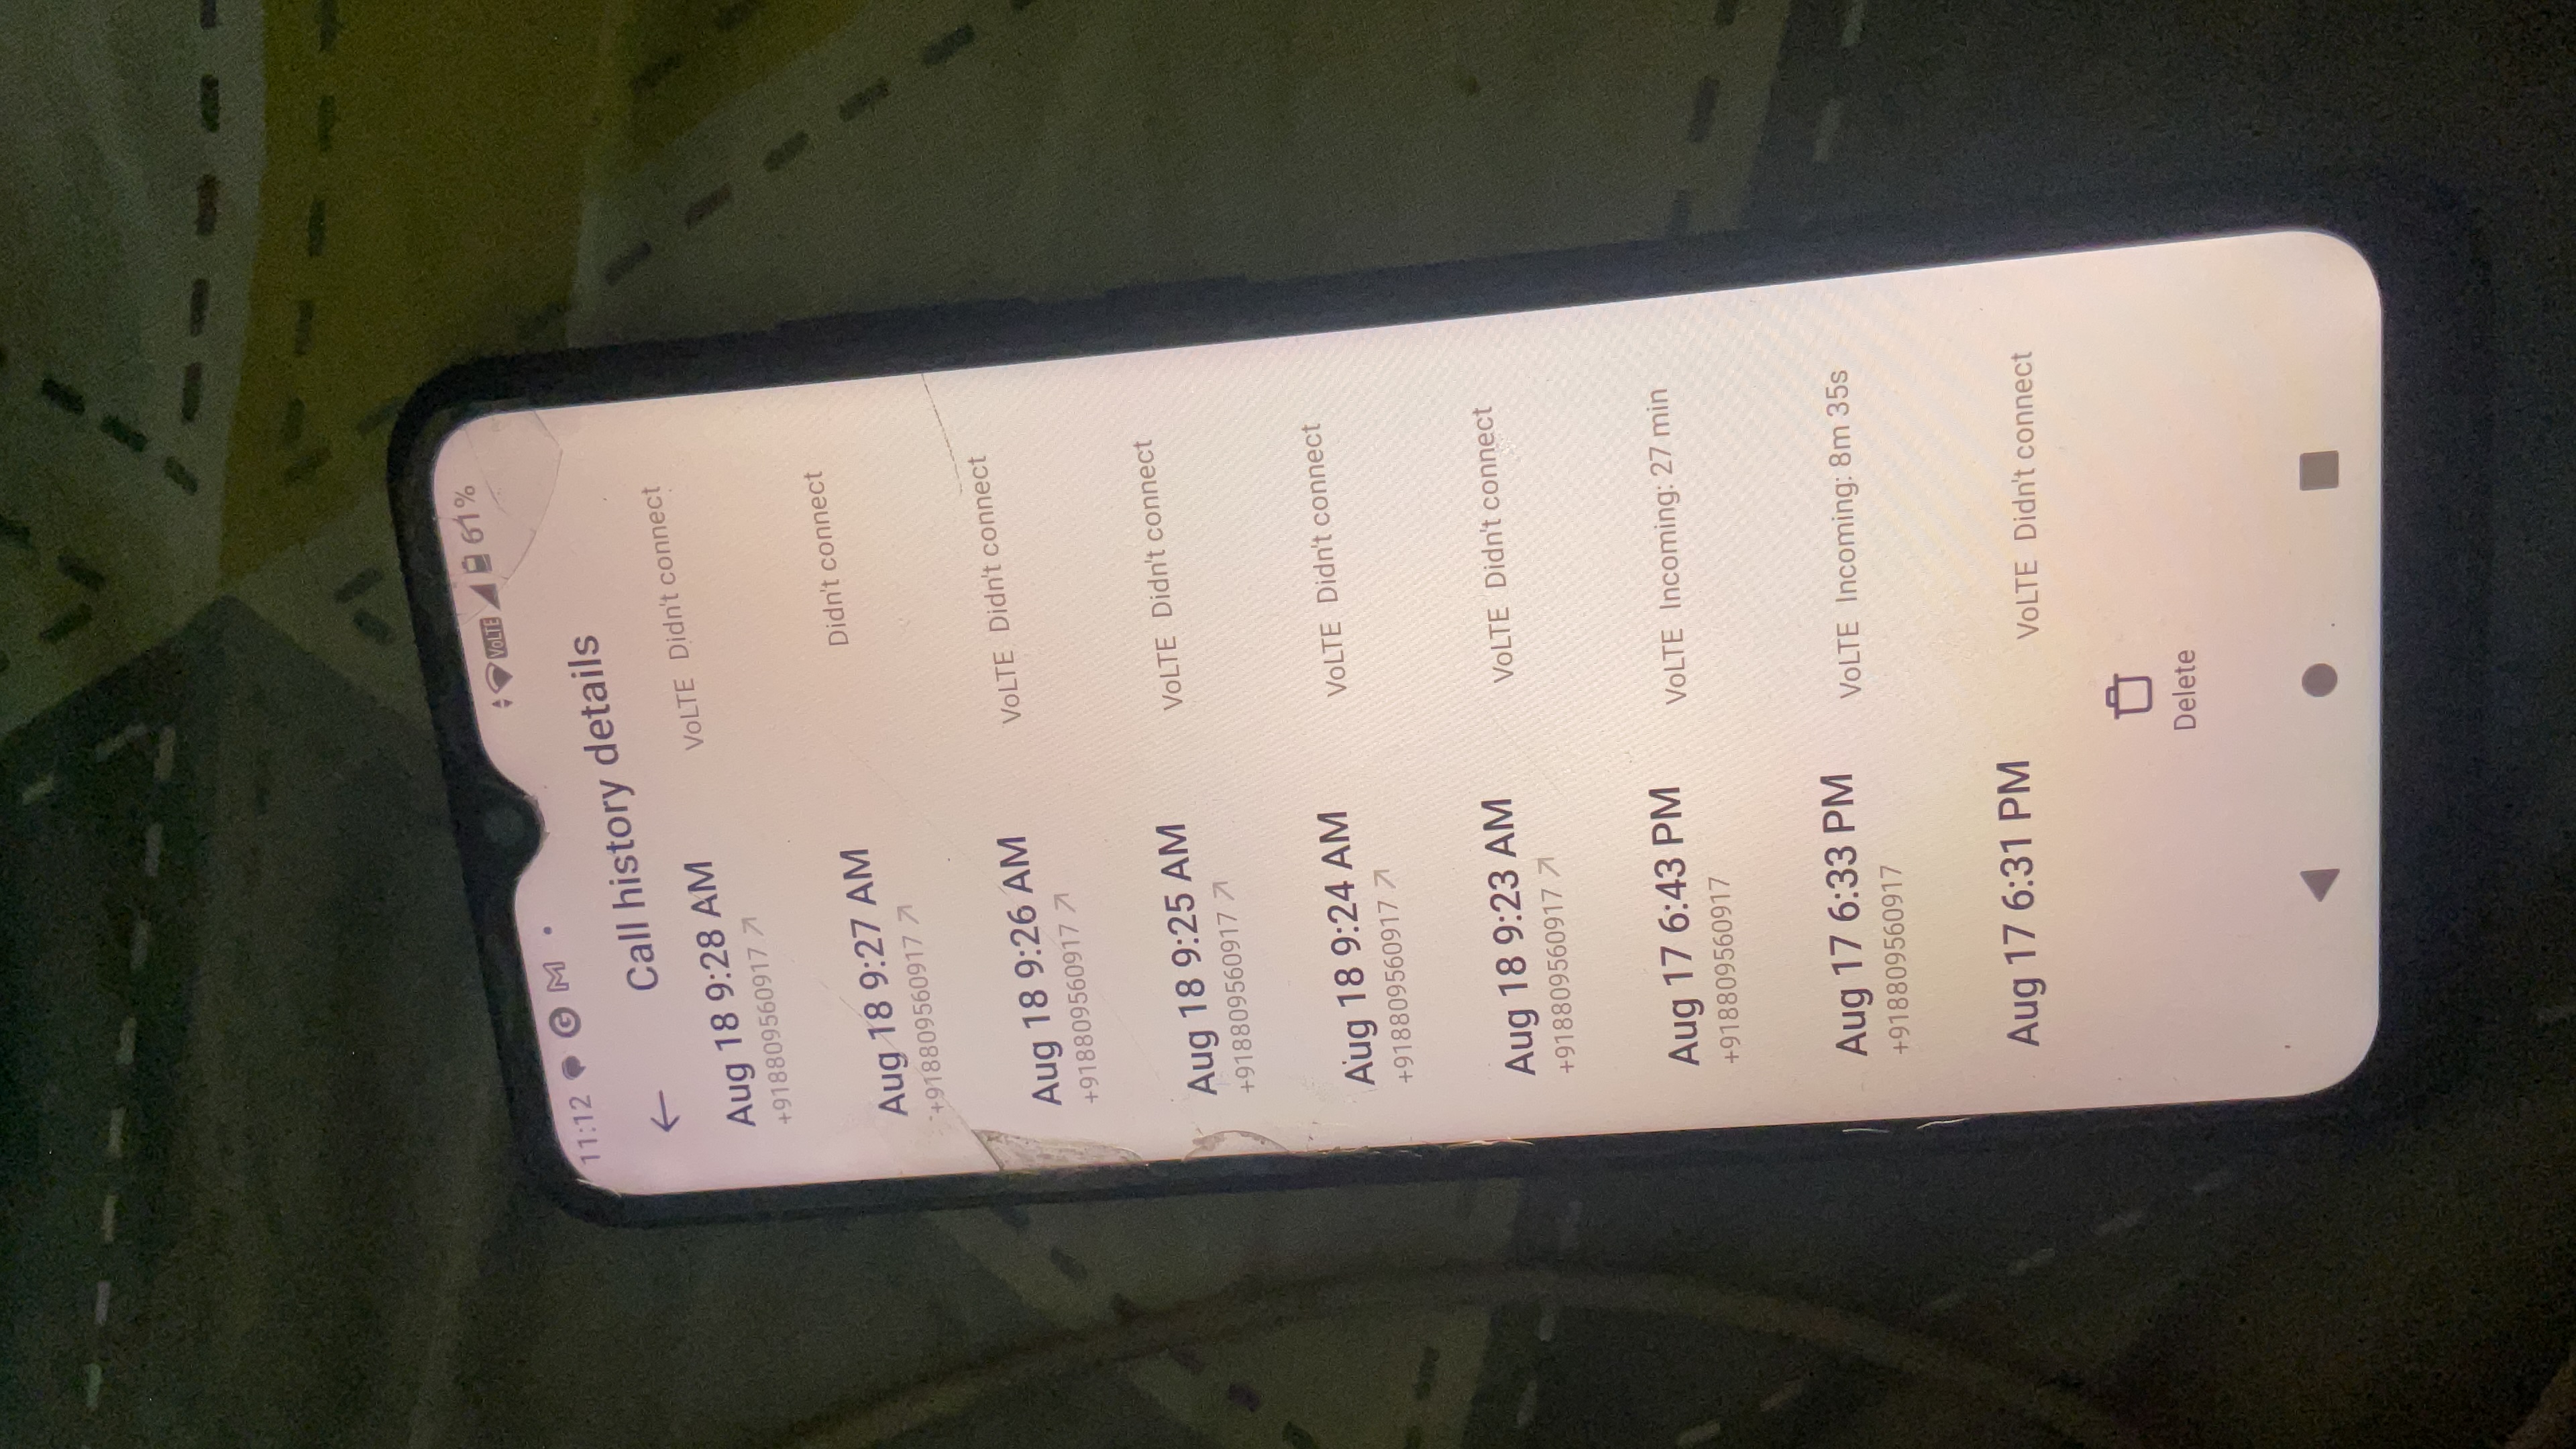 11:12
VoLTE 61%
Call history details
Aug 18 9:28 AM VoLTE Didn't connect
+918809560917
Aug 18 9:27 AM Didn't connect
+918809560917
Aug 18 9:26 AM VoLTE Didn't connect
+918809560917
Aug 18 9:25 AM VoLTE Didn't connect
+918809560917
Aug 18 9:24 AM VoLTE Didn't connect
+918809560917
Aug 18 9:23 AM VoLTE Didn't connect
+918809560917
Aug 17 6:43 PM VoLTE Incoming: 27 min
+918809560917
Aug 17 6:33 PM VoLTE Incoming: 8m 35s
+918809560917
Aug 17 6:31 PM VoLTE Didn't connect
Delete